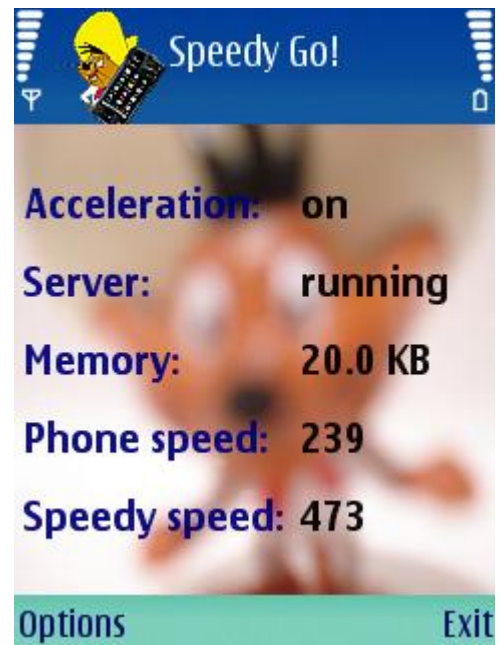 Speedy Go!
Acceleration: on
Server: running
Memory: 20.0 KB
Phone speed: 239
Speedy speed: 473
Options Exit